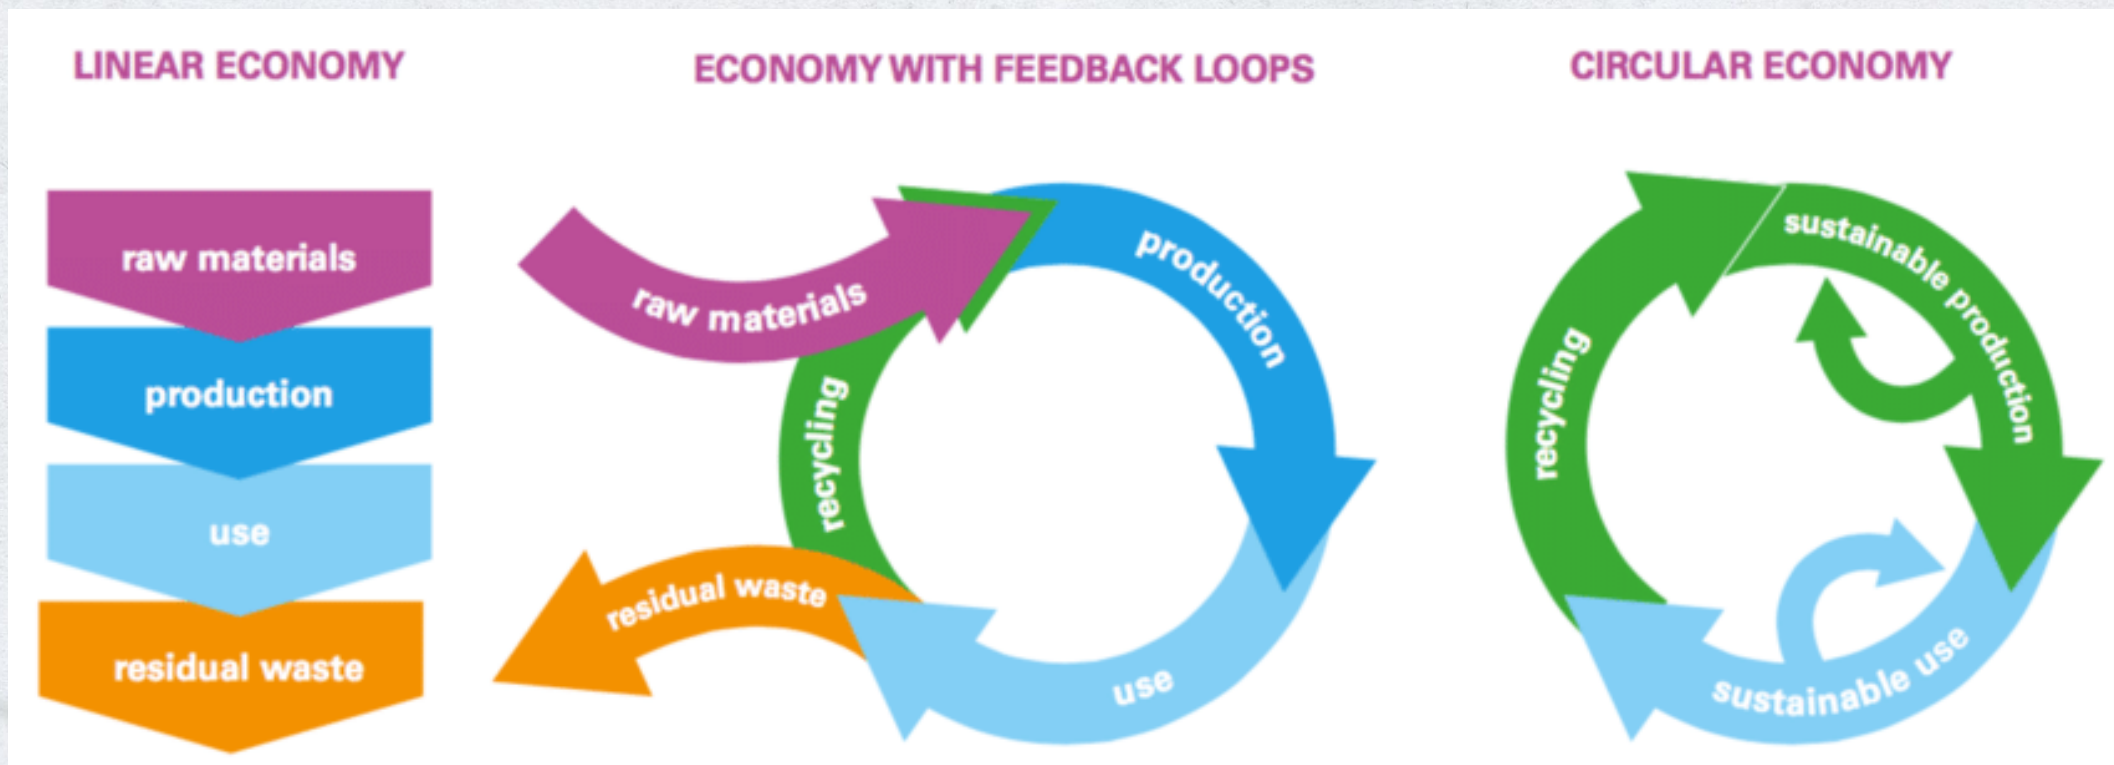 LINEAR ECONOMY
raw materials
production
use
residual waste
ECONOMY WITH FEEDBACK LOOPS
raw materials
production
recycling
residual waste
use
CIRCULAR ECONOMY
sustainable production
recycling
sustainable use